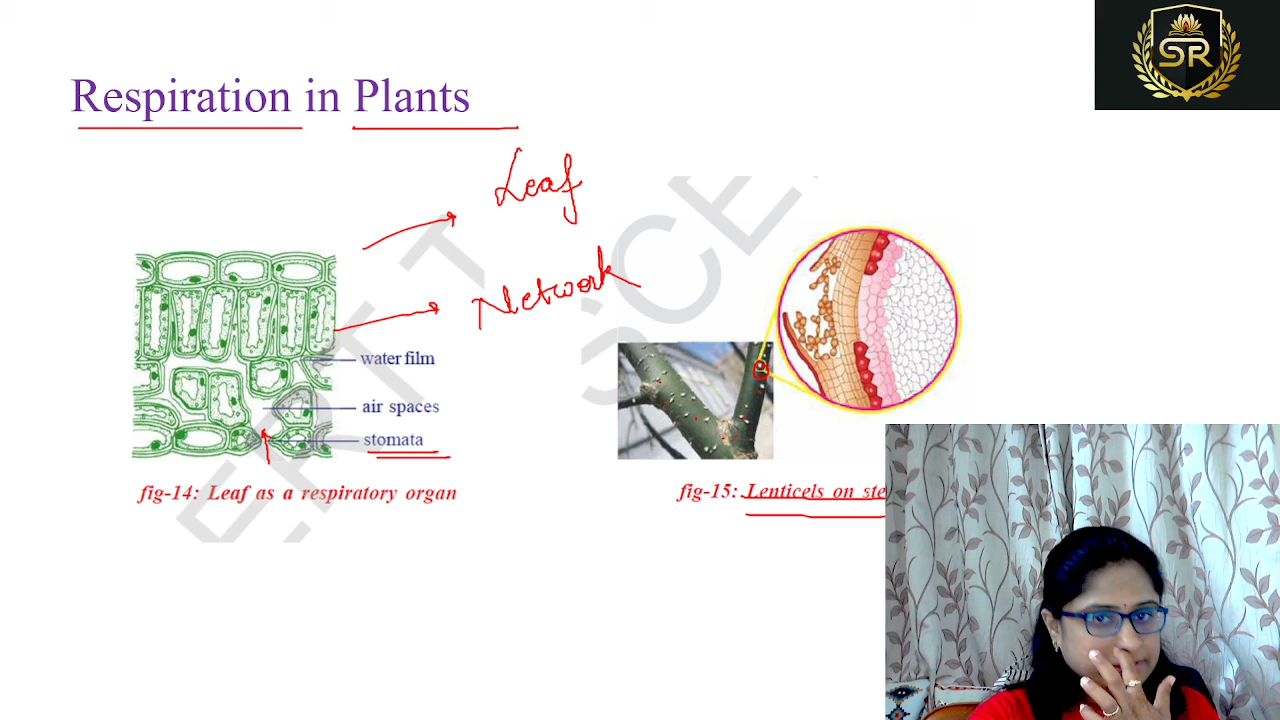 SR
Respiration in Plants
Leaf
Network
water film
air spaces
stomata
fig-14: Leaf as a respiratory organ
fig-15: Lenticels on ste